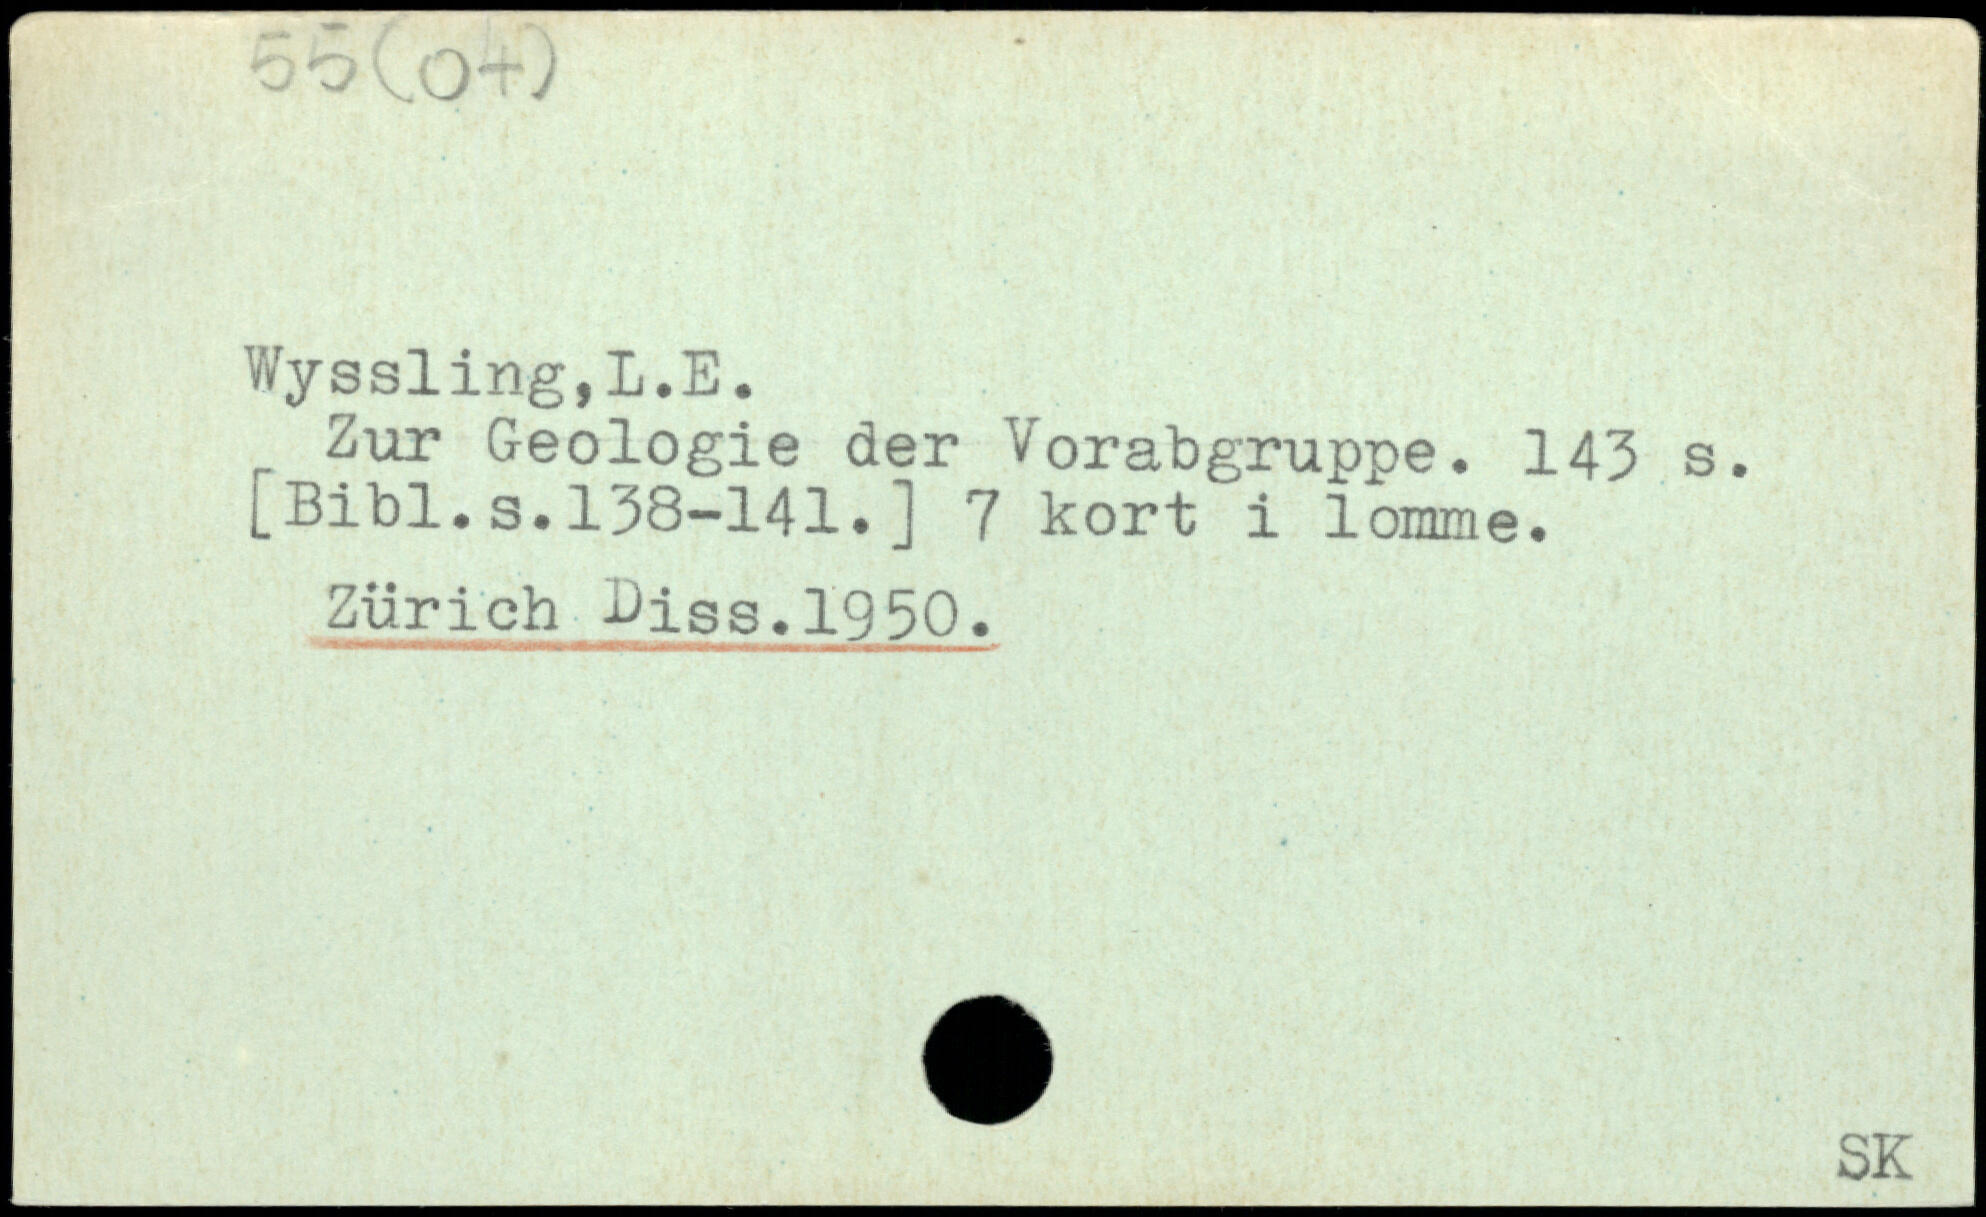 55(04)
Wyssling,L.E.
Zur Geologie der Vorabgruppe. 143 s.
[Bibl.s.138-141.] 7 kort i lomme.
Zürich Diss.1950.
SK